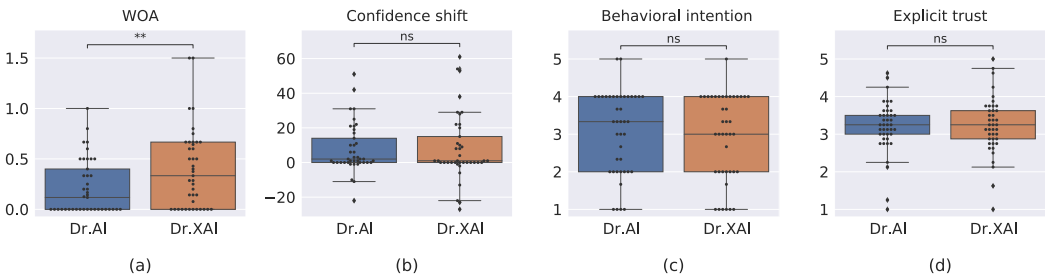 WOA
**
1.5
1.0
0.5
0.0
Dr.AI
Dr.XAI
(a)
Confidence shift
ns
60
40
20
0
−20
Dr.AI
Dr.XAI
(b)
Behavioral intention
ns
5
4
3
2
1
Dr.AI
Dr.XAI
(c)
Explicit trust
ns
5
4
3
2
1
Dr.AI
Dr.XAI
(d)